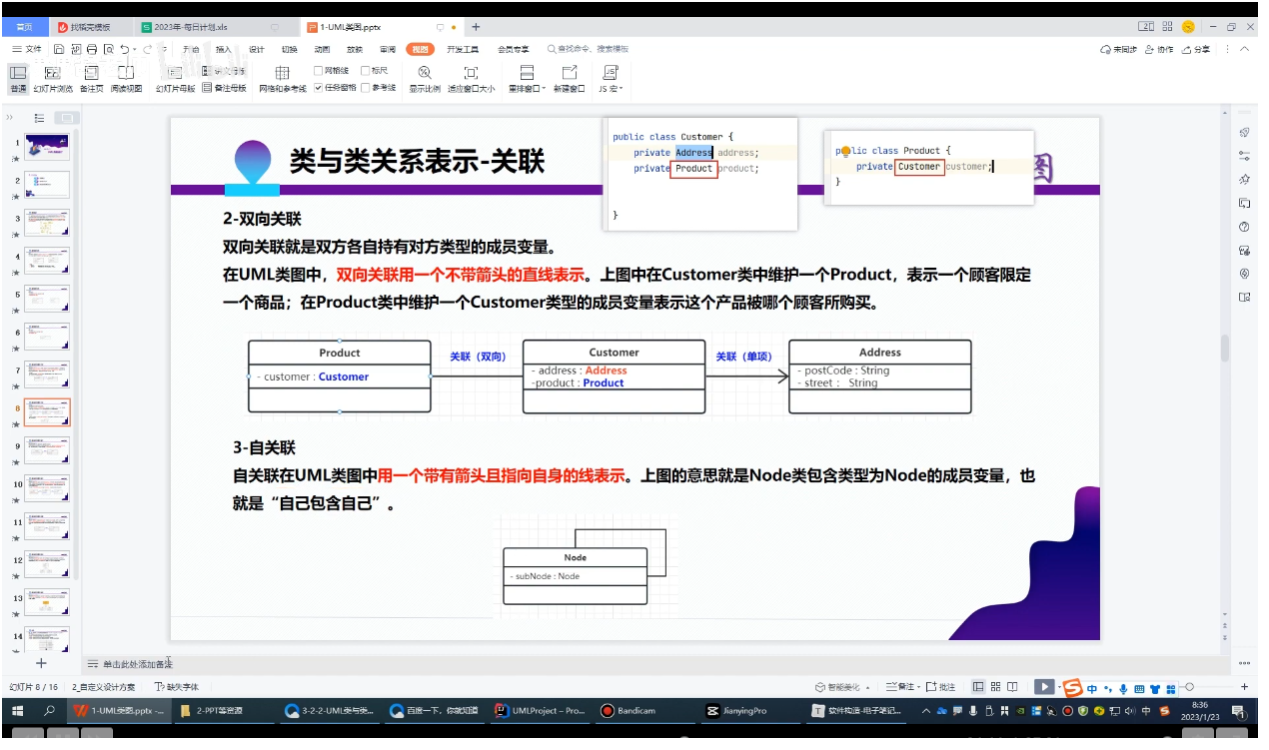 首页
找稿壳模板
2023年-每日计划.xls
1-UML类图.pptx
文件
开始
插入
设计
切换
动画
放映
审阅
视图
开发工具
会员专享
查找命令、搜索模板
未同步
协作
分享
网格线
标尺
任务窗格
参考线
普通
幻灯片浏览
备注页
阅读视图
幻灯片母版
备注母版
网格和参考线
显示比例
适应窗口大小
重排窗口
新建窗口
JS 宏
1
2
3
4
5
6
7
8
9
10
11
12
13
14
类与类关系表示-关联
图
public class Customer {
private Address address;
private Product product;
}
public class Product {
private Customer customer;
}
2-双向关联
双向关联就是双方各自持有对方类型的成员变量。
在UML类图中，双向关联用一个不带箭头的直线表示。上图中在Customer类中维护一个Product，表示一个顾客限定
一个商品；在Product类中维护一个Customer类型的成员变量表示这个产品被哪个顾客所购买。
Product
- customer : Customer
关联（双向）
Customer
- address : Address
-product : Product
关联（单项）
Address
- postCode : String
- street : String
3-自关联
自关联在UML类图中用一个带有箭头且指向自身的线表示。上图的意思就是Node类包含类型为Node的成员变量，也
就是“自己包含自己”。
Node
- subNode : Node
单击此处添加备注
幻灯片 8 / 16
2_自定义设计方案
缺失字体
智能美化
备注
批注
中
1-UML类图.pptx -...
2-PPT等资源
3-2-2-UML类与类...
百度一下，你就知道
UMLProject – Pro...
Bandicam
JianyingPro
软件构造-电子笔记...
中
8:36
2023/1/23
1